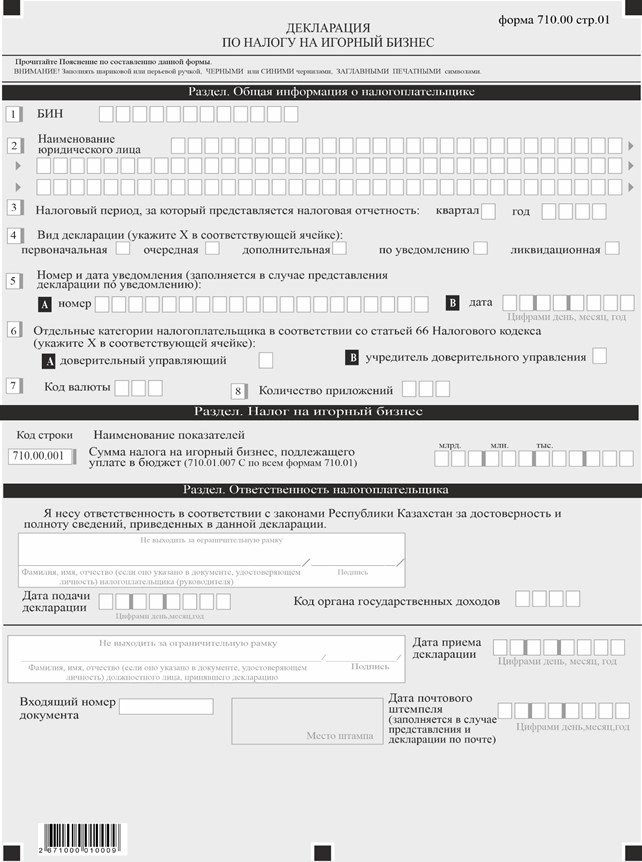 форма 710.00 стр.01
ДЕКЛАРАЦИЯ
ПО НАЛОГУ НА ИГОРНЫЙ БИЗНЕС
Прочитайте Пояснение по составлению данной формы.
ВНИМАНИЕ! Заполнять шариковой или перьевой ручкой, ЧЕРНЫМИ или СИНИМИ чернилами, ЗАГЛАВНЫМИ ПЕЧАТНЫМИ символами.
Раздел. Общая информация о налогоплательщике
1 БИН
2 Наименование
юридического лица
3 Налоговый период, за который представляется налоговая отчетность: квартал год
4 Вид декларации (укажите X в соответствующей ячейке):
первоначальная очередная дополнительная по уведомлению ликвидационная
5 Номер и дата уведомления (заполняется в случае представления
декларации по уведомлению):
A номер B дата
Цифрами день, месяц, год
6 Отдельные категории налогоплательщика в соответствии со статьей 66 Налогового кодекса
(укажите X в соответствующей ячейке):
A доверительный управляющий B учредитель доверительного управления
7 Код валюты 8 Количество приложений
Раздел. Налог на игорный бизнес
Код строки Наименование показателей
млрд. млн. тыс.
710.00.001 Сумма налога на игорный бизнес, подлежащего
уплате в бюджет (710.01.007 С по всем формам 710.01)
Раздел. Ответственность налогоплательщика
Я несу ответственность в соответствии с законами Республики Казахстан за достоверность и
полноту сведений, приведенных в данной декларации.
Не выходить за ограничительную рамку
Фамилия, имя, отчество (если оно указано в документе, удостоверяющем Подпись
личность) налогоплательщика (руководителя)
Дата подачи
декларации
Цифрами день,месяц,год
Код органа государственных доходов
Не выходить за ограничительную рамку
Фамилия, имя, отчество (если оно указано в документе, удостоверяющем Подпись
личность) должностного лица, принявшего декларацию
Дата приема
декларации
Цифрами день, месяц, год
Входящий номер
документа
Место штампа
Дата почтового
штемпеля
(заполняется в случае
представления и
декларации по почте)
Цифрами день,месяц,год
2 671000 010009